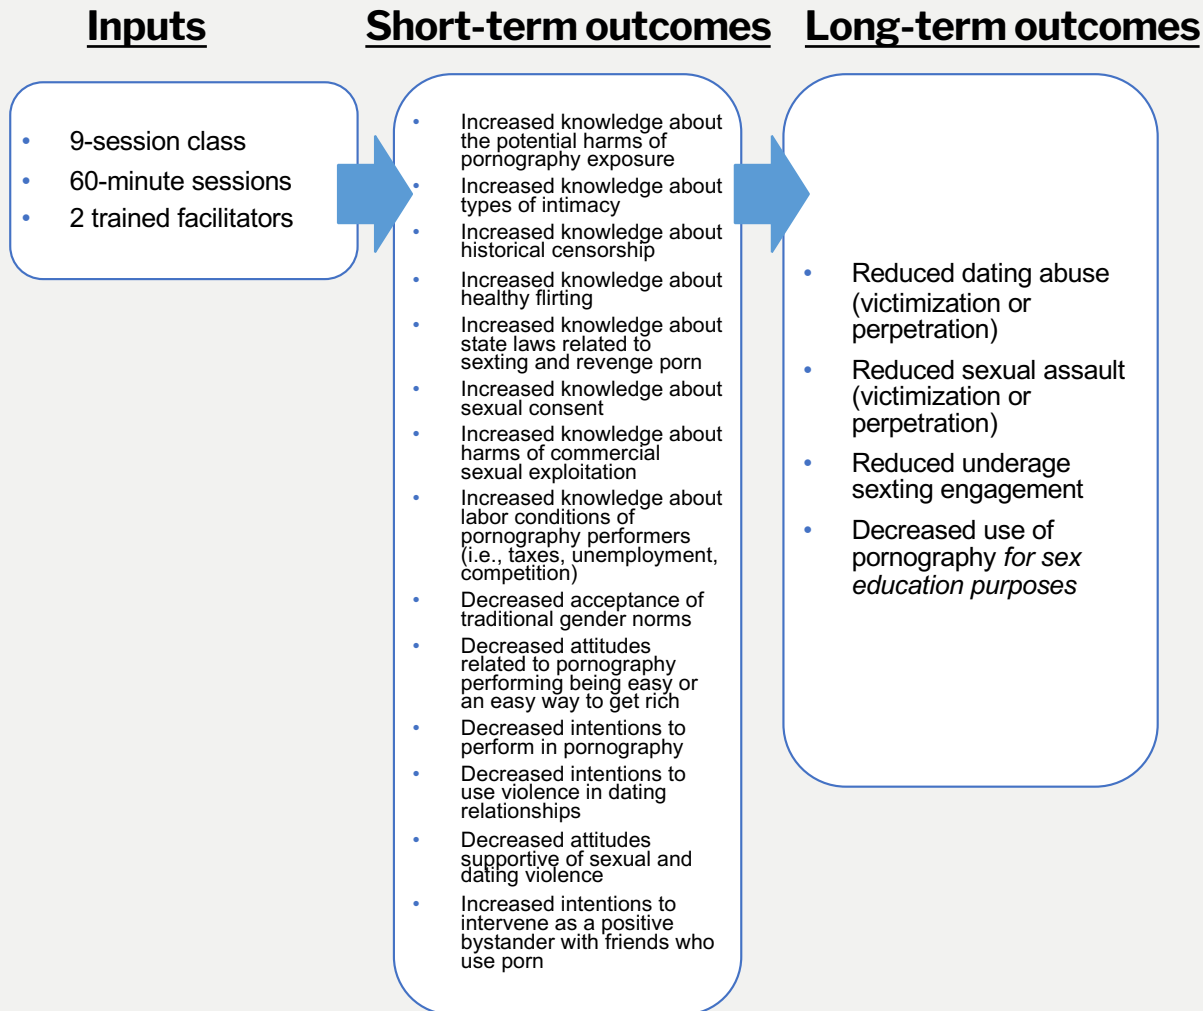 Inputs
Short-term outcomes
Long-term outcomes
• 9-session class
• 60-minute sessions
• 2 trained facilitators
• Increased knowledge about
the potential harms of
pornography exposure
• Increased knowledge about
types of intimacy
• Increased knowledge about
historical censorship
• Increased knowledge about
healthy flirting
• Increased knowledge about
state laws related to
sexting and revenge porn
• Increased knowledge about
sexual consent
• Increased knowledge about
harms of commercial
sexual exploitation
• Increased knowledge about
labor conditions of
pornography performers
(i.e., taxes, unemployment,
competition)
• Decreased acceptance of
traditional gender norms
• Decreased attitudes
related to pornography
performing being easy or
an easy way to get rich
• Decreased intentions to
perform in pornography
• Decreased intentions to
use violence in dating
relationships
• Decreased attitudes
supportive of sexual and
dating violence
• Increased intentions to
intervene as a positive
bystander with friends who
use porn
• Reduced dating abuse
(victimization or
perpetration)
• Reduced sexual assault
(victimization or
perpetration)
• Reduced underage
sexting engagement
• Decreased use of
pornography for sex
education purposes